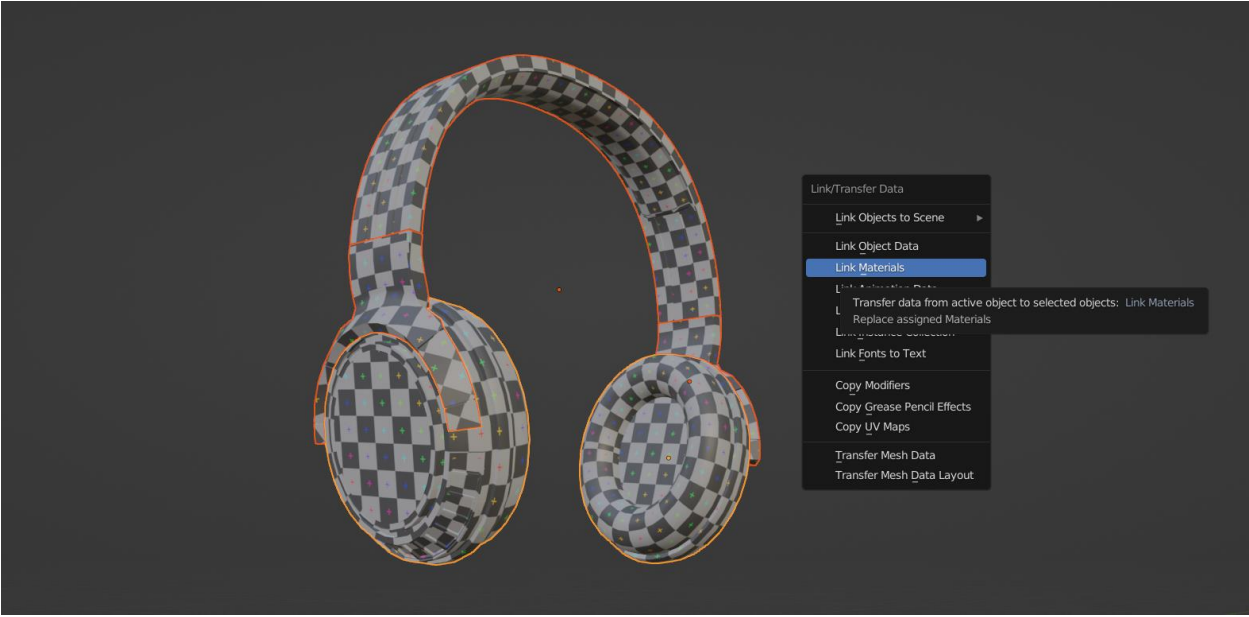 Link/Transfer Data
Link Objects to Scene
Link Object Data
Link Materials
Transfer data from active object to selected objects: Link Materials
Replace assigned Materials
Link Fonts to Text
Copy Modifiers
Copy Grease Pencil Effects
Copy UV Maps
Transfer Mesh Data
Transfer Mesh Data Layout